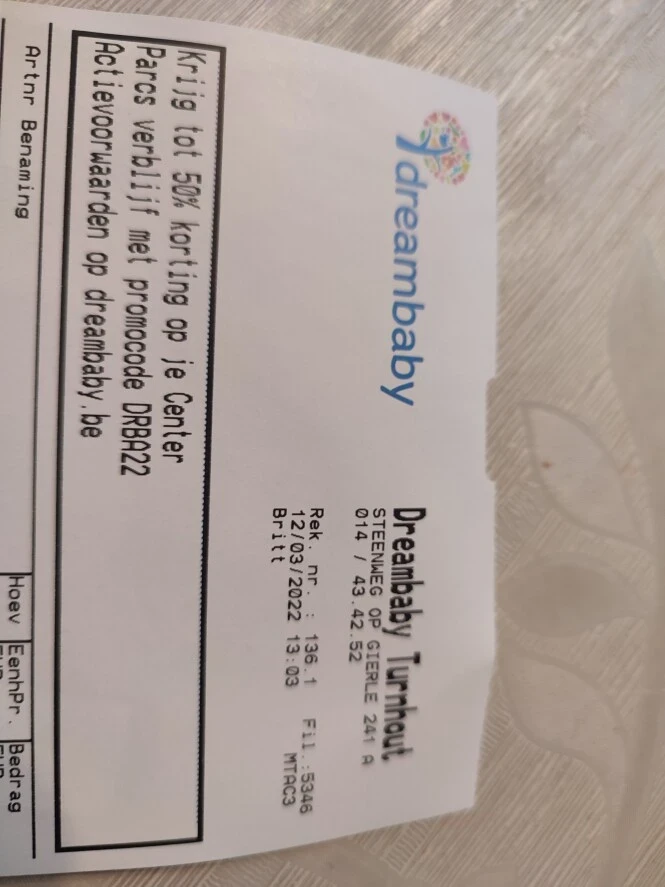 dreambaby
Dreambaby Turnhout
STEENWEG OP GIERLE 241 A
014 / 43.42.52
Rek. nr. : 136.1 Fil.:5346
12/03/2022 13:03 MTAC3
Britt
Krijg tot 50% korting op je Center
Parcs verblijf met promocode DRBA22
Actievoorwaarden op dreambaby.be
Artnr Benaming Hoev EenhPr. Bedrag